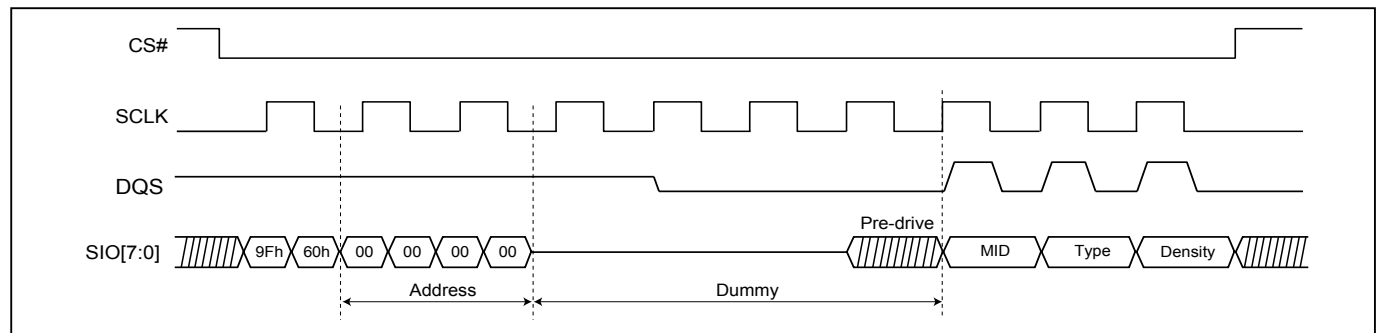 CS#
SCLK
DQS
Pre-drive
SIO[7:0] 9Fh 60h 00 00 00 00 MID Type Density
Address Dummy